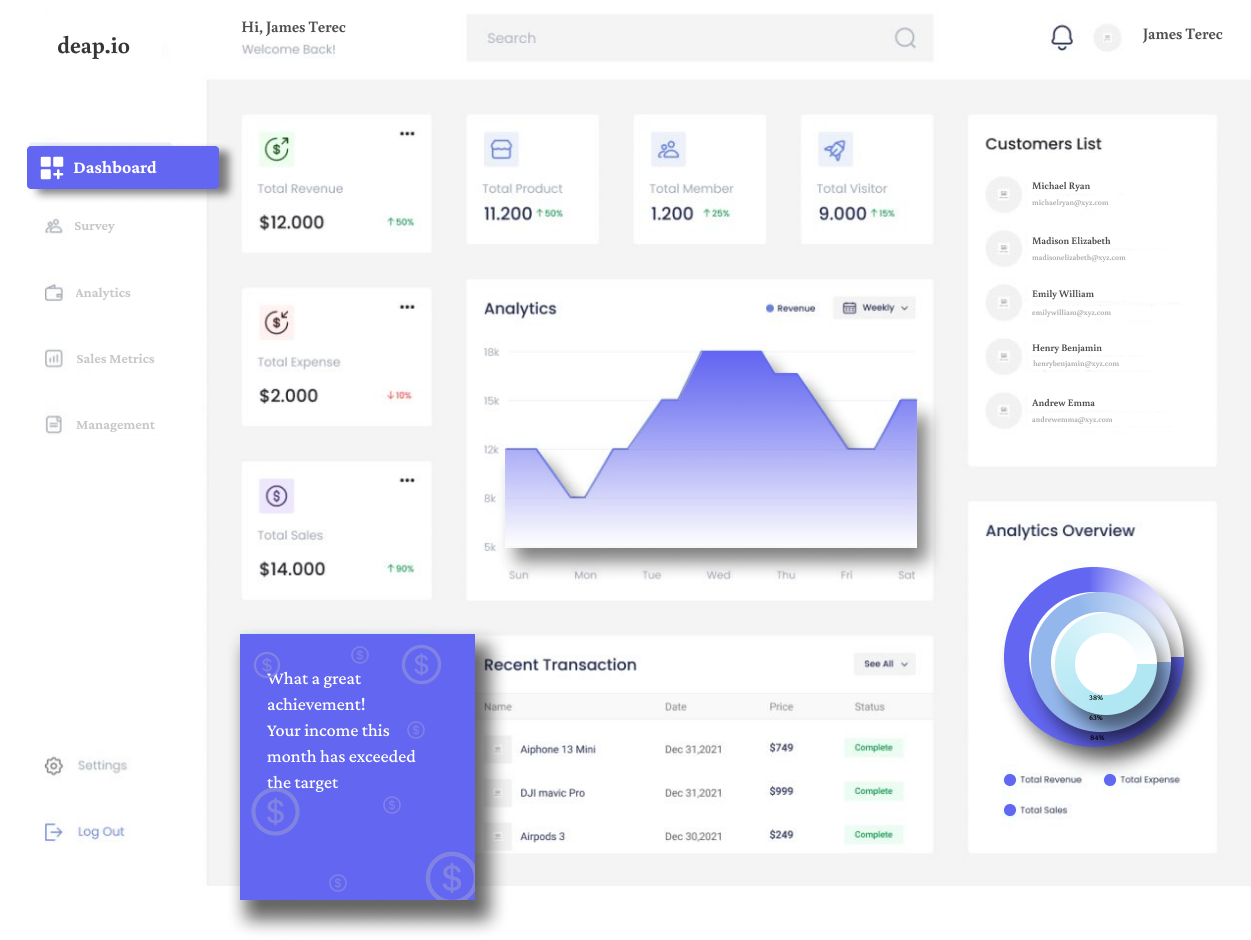 deap.io
Hi, James Terec
Welcome Back!
Search
James Terec
Dashboard
Survey
Analytics
Sales Metrics
Management
Settings
Log Out
Total Revenue
$12.000
50%
Total Expense
$2.000
10%
Total Sales
$14.000
90%
Total Product
11.200
50%
Total Member
1.200
25%
Total Visitor
9.000
15%
Analytics
Revenue
Weekly
18k
15k
12k
8k
5k
Sun Mon Tue Wed Thu Fri Sat
Customers List
Michael Ryan
michaelryan@xyz.com
Madison Elizabeth
madisonelizabeth@xyz.com
Emily William
emilywilliam@xyz.com
Henry Benjamin
henrybenjamin@xyz.com
Andrew Emma
andrewemma@xyz.com
Analytics Overview
38%
63%
84%
Total Revenue Total Expense
Total Sales
What a great
achievement!
Your income this
month has exceeded
the target
Recent Transaction
See All
Name Date Price Status
Aiphone 13 Mini Dec 31,2021 $749 Complete
DJI mavic Pro Dec 31,2021 $999 Complete
Airpods 3 Dec 30,2021 $249 Complete